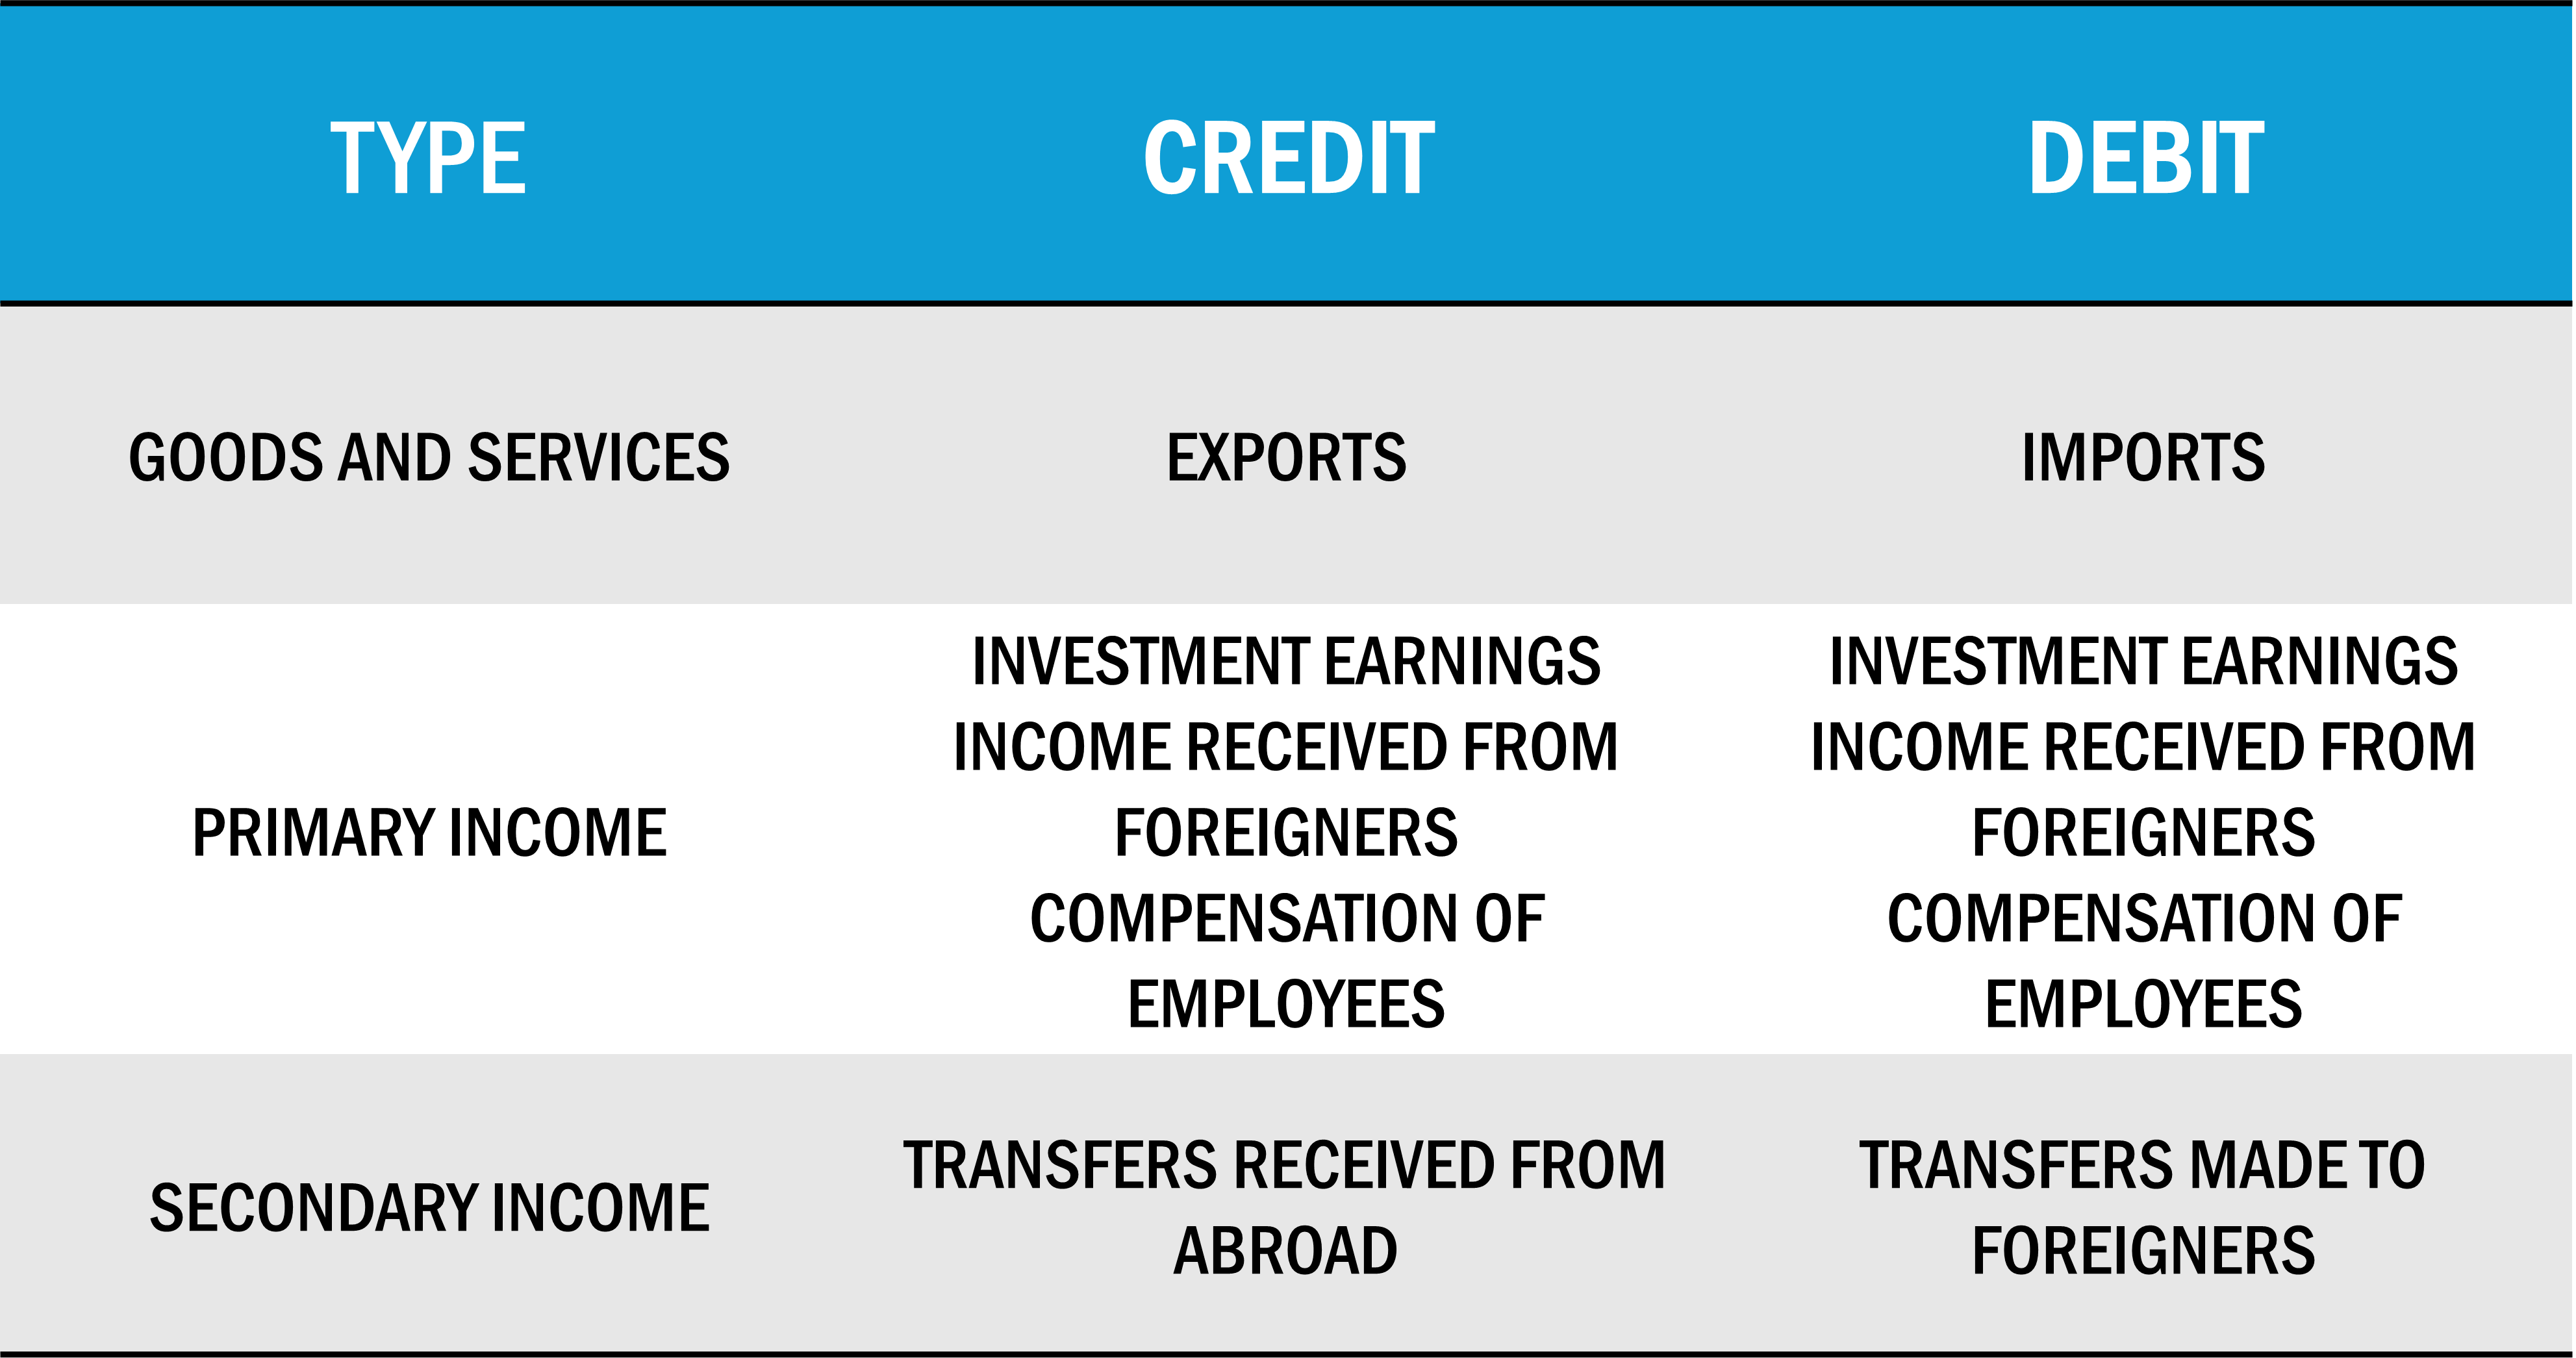 TYPE CREDIT DEBIT
GOODS AND SERVICES EXPORTS IMPORTS
PRIMARY INCOME
INVESTMENT EARNINGS
INCOME RECEIVED FROM
FOREIGNERS
COMPENSATION OF
EMPLOYEES
INVESTMENT EARNINGS
INCOME RECEIVED FROM
FOREIGNERS
COMPENSATION OF
EMPLOYEES
SECONDARY INCOME
TRANSFERS RECEIVED FROM
ABROAD
TRANSFERS MADE TO
FOREIGNERS